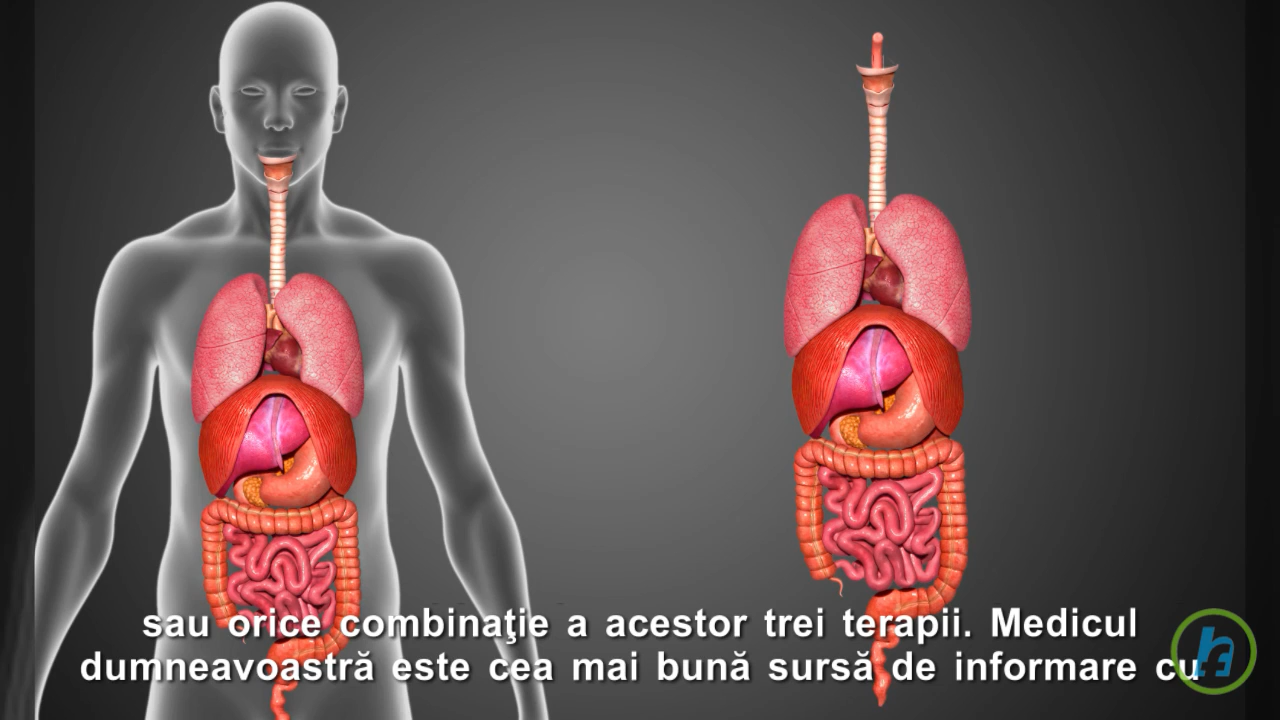 sau orice combinaţie a acestor trei terapii. Medicul
dumneavoastră este cea mai bună sursă de informare cu